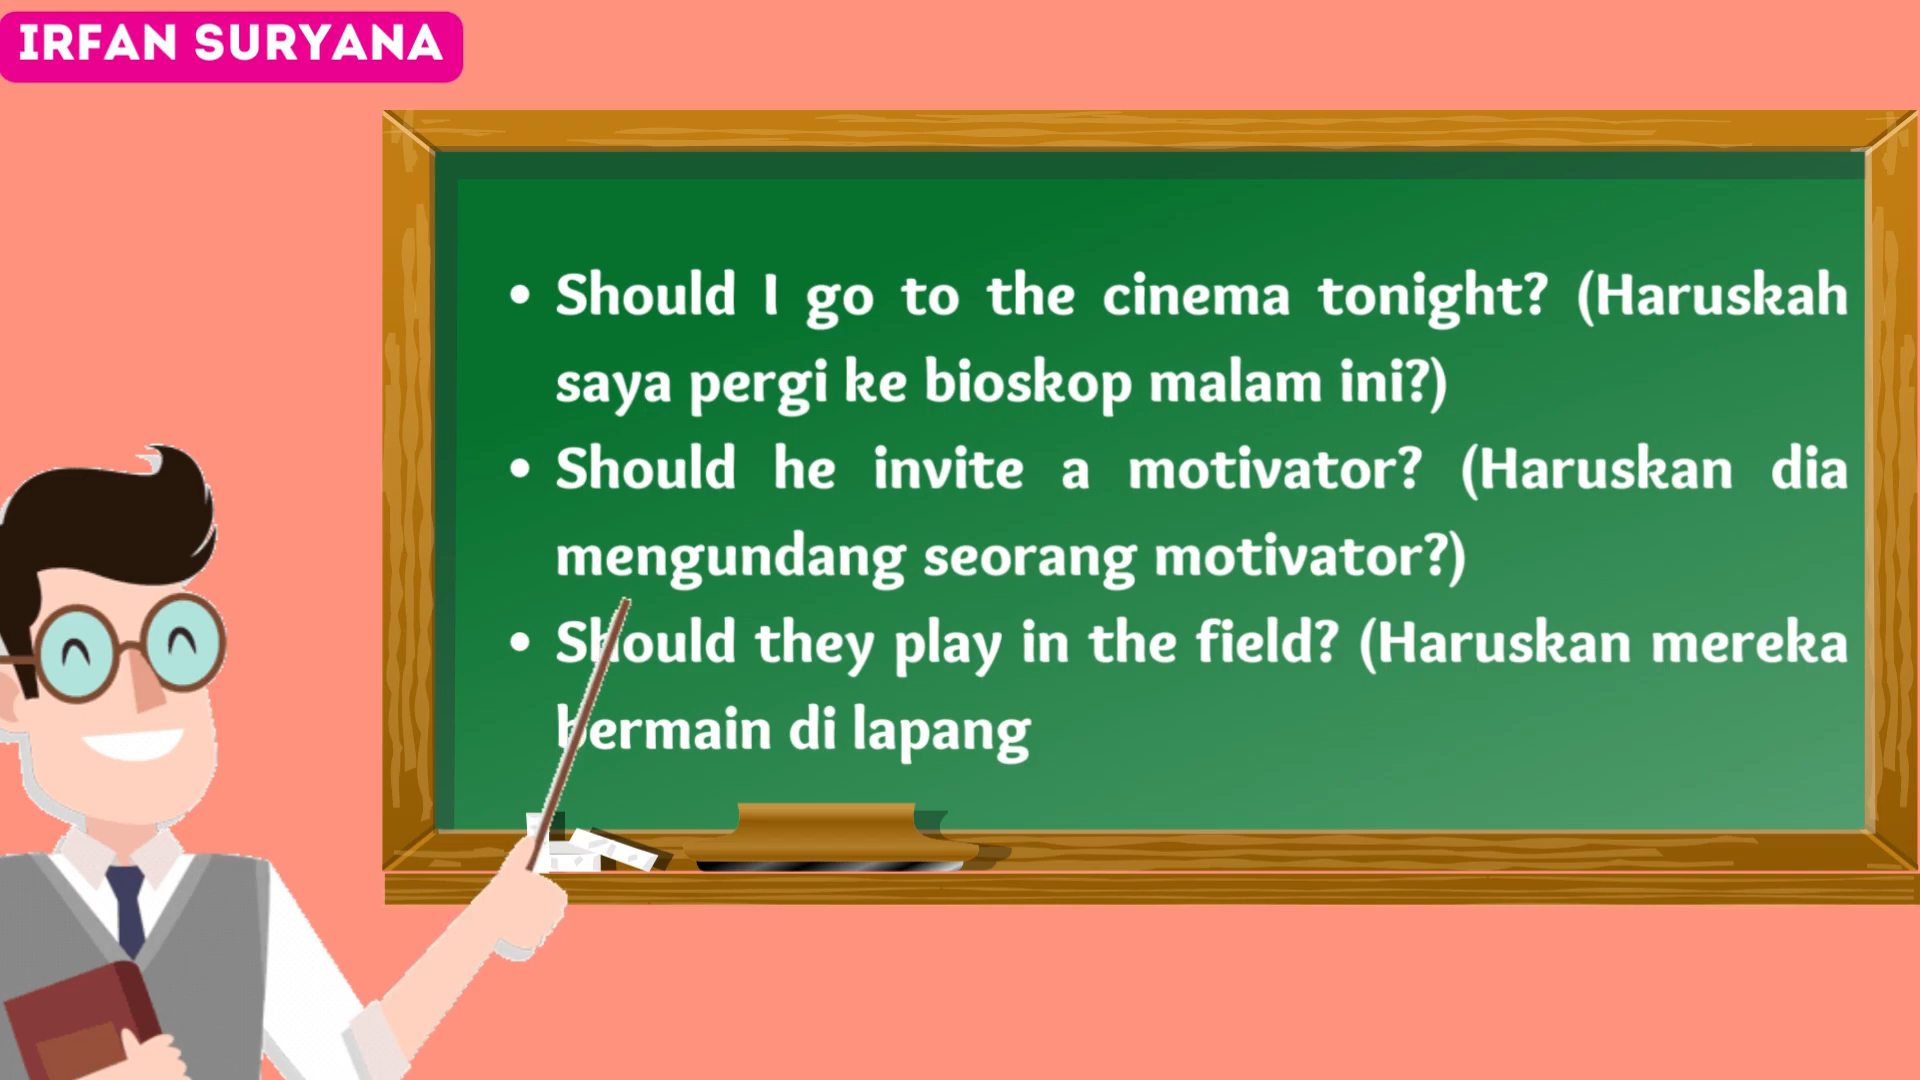 IRFAN SURYANA
• Should I go to the cinema tonight? (Haruskah
saya pergi ke bioskop malam ini?)
• Should he invite a motivator? (Haruskan dia
mengundang seorang motivator?)
• Should they play in the field? (Haruskan mereka
bermain di lapang